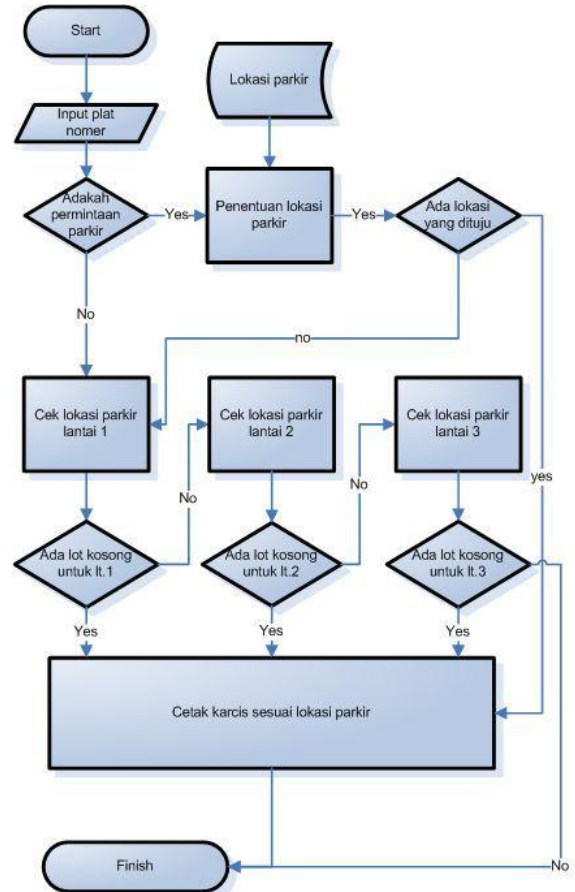 Start
Lokasi parkir
Input plat
nomer
Adakah
permintaan
parkir
Yes
Penentuan lokasi
parkir
Yes
Ada lokasi
yang dituju
No
no
Cek lokasi parkir
lantai 1
Cek lokasi parkir
lantai 2
Cek lokasi parkir
lantai 3
No
No
yes
Ada lot kosong
untuk lt.1
Ada lot kosong
untuk lt.2
Ada lot kosong
untuk lt.3
Yes
Yes
Yes
Cetak karcis sesuai lokasi parkir
Finish
No